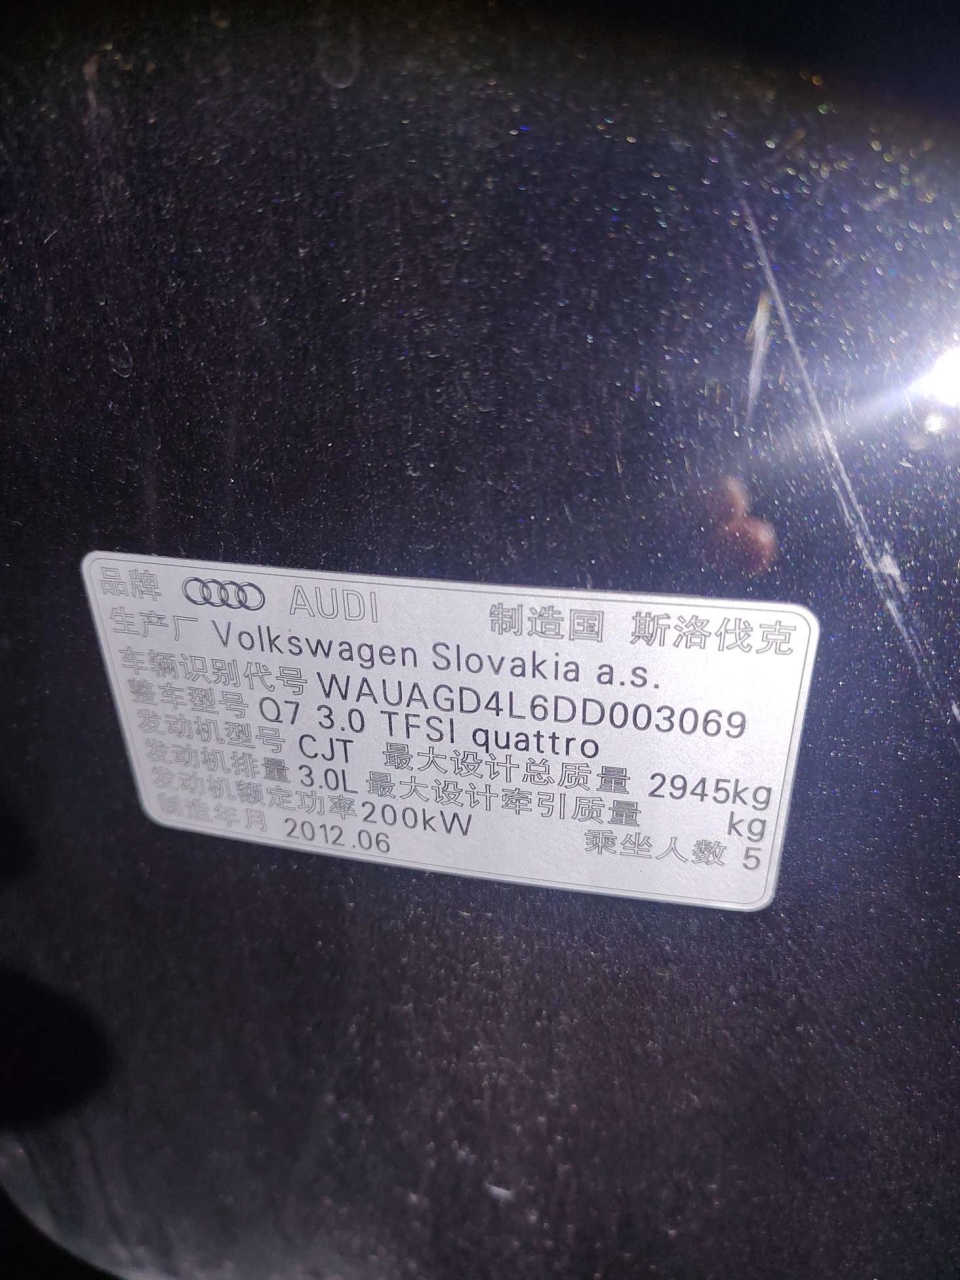 品牌 AUDI 制造国 斯洛伐克
生产厂 Volkswagen Slovakia a.s.
车辆识别代号 WAUAGD4L6DD003069
整车型号 Q7 3.0 TFSI quattro
发动机型号 CJT 最大设计总质量 2945kg
发动机排量 3.0L 最大设计牵引质量 kg
发动机额定功率 200kW 乘坐人数 5
制造年月 2012.06